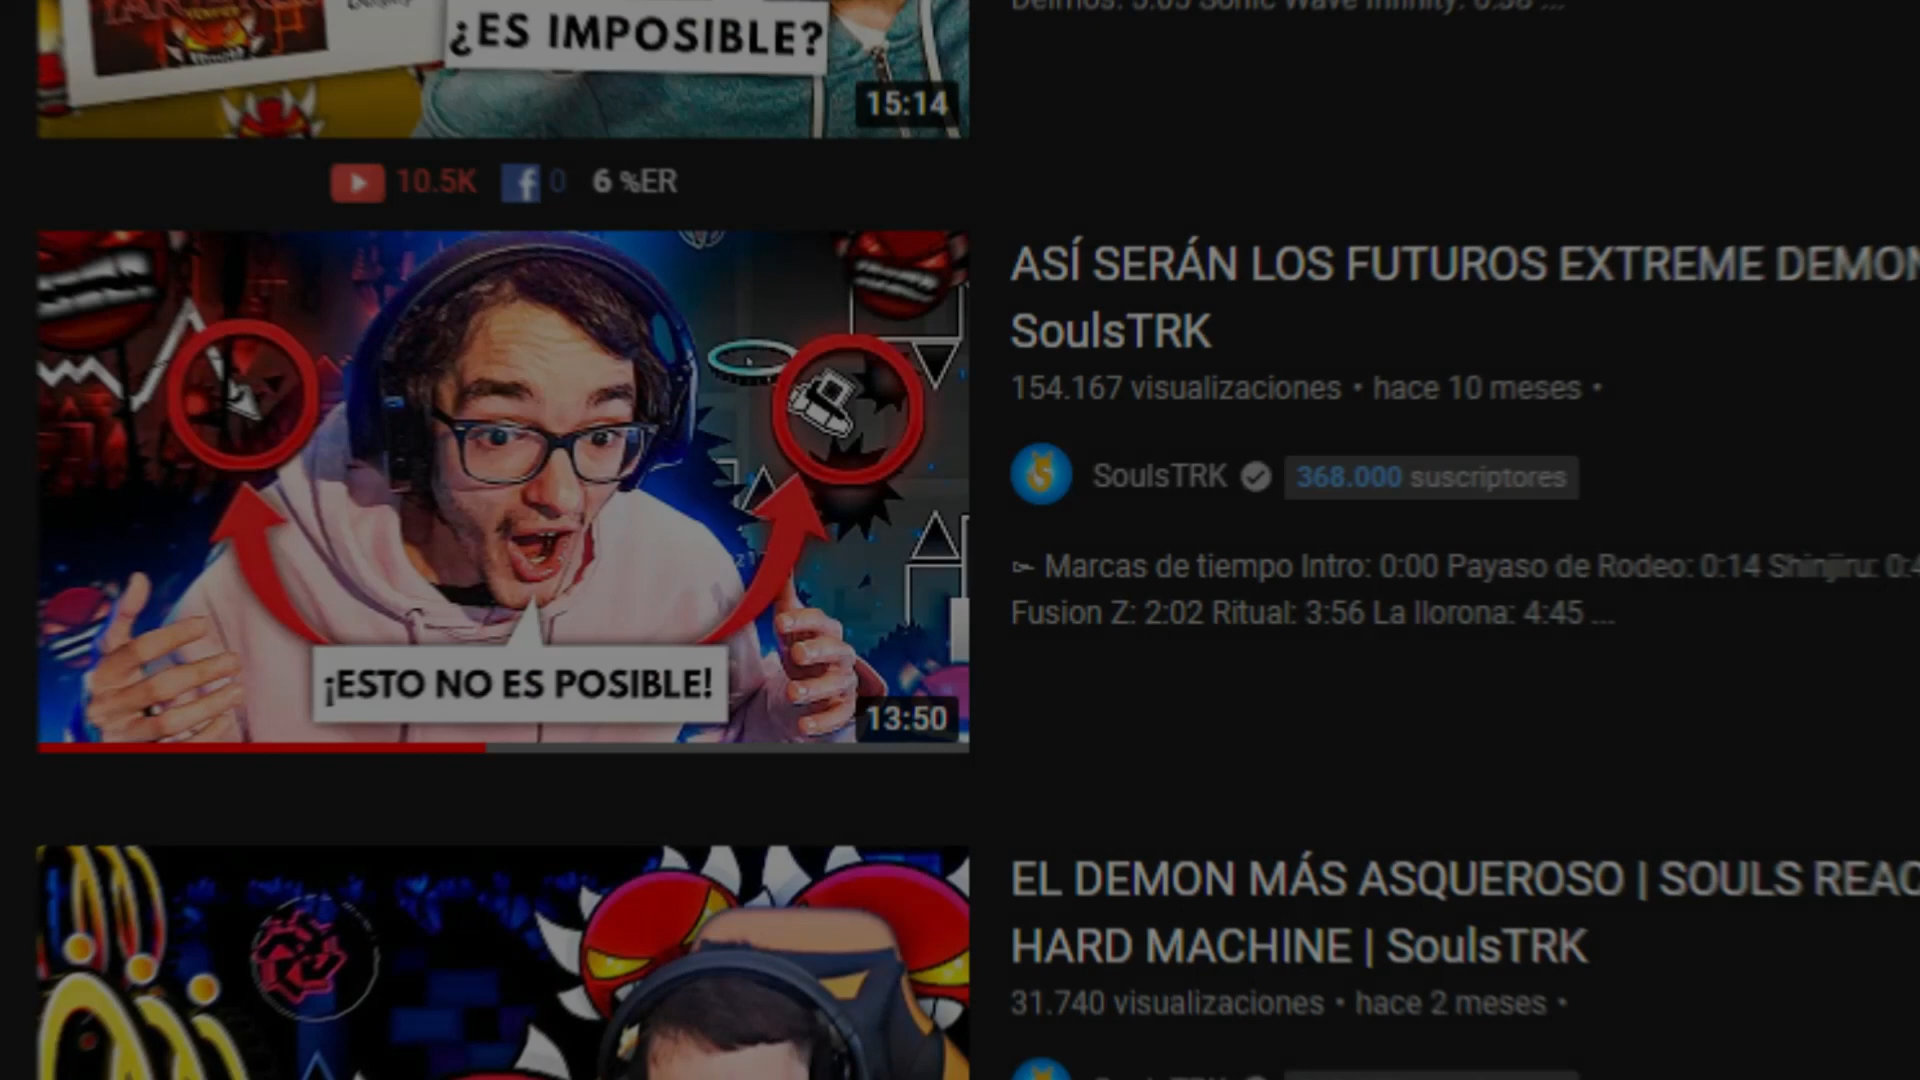 ¿ES IMPOSIBLE?
15:14
10.5K 0 6 %ER
ASÍ SERÁN LOS FUTUROS EXTREME DEMON
SoulsTRK
154.167 visualizaciones • hace 10 meses •
SoulsTRK 368.000 suscriptores
Marcas de tiempo Intro: 0:00 Payaso de Rodeo: 0:14 Shinjiru: 0:4
Fusion Z: 2:02 Ritual: 3:56 La llorona: 4:45 ...
¡ESTO NO ES POSIBLE!
13:50
EL DEMON MÁS ASQUEROSO | SOULS REAC
HARD MACHINE | SoulsTRK
31.740 visualizaciones • hace 2 meses •